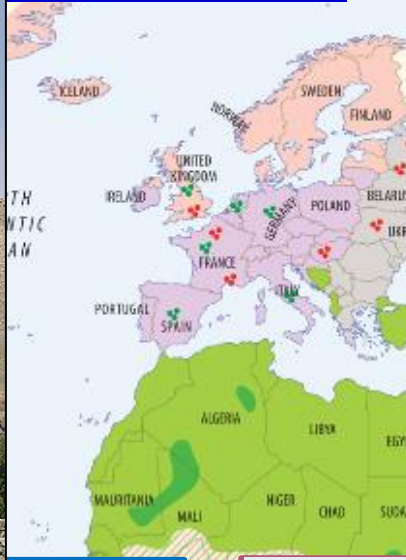 ICELAND
SWEDEN
NORWAY
FINLAND
UNITED
KINGDOM
TH
NTIC
AN
IRELAND
GERMANY
POLAND
BELARUS
UKR
FRANCE
ITALY
PORTUGAL
SPAIN
ALGERIA
LIBYA
EGY
MAURITANIA
MALI
NIGER
CHAD
SUDA